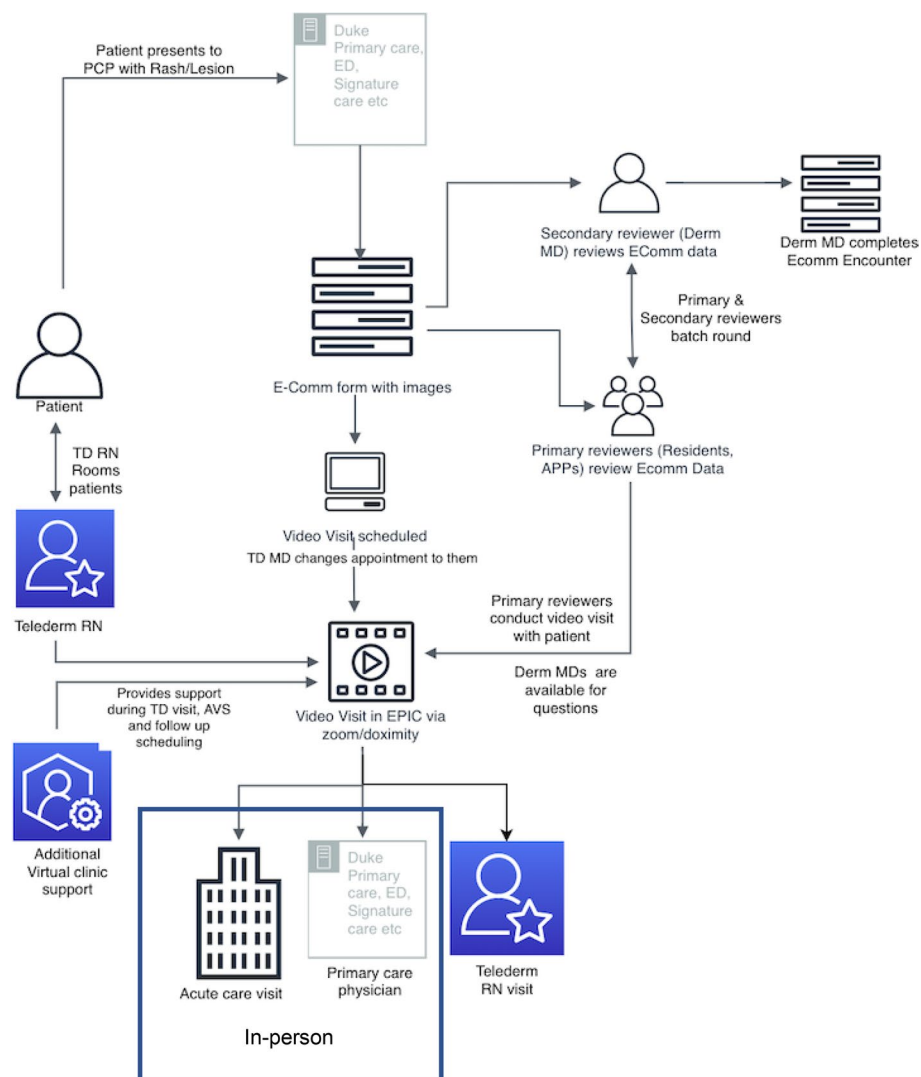 Patient presents to
PCP with Rash/Lesion
Duke
Primary care,
ED,
Signature
care etc
Secondary reviewer (Derm
MD) reviews EComm data
Derm MD completes
Ecomm Encounter
Primary &
Secondary reviewers
batch round
E-Comm form with images
Patient
Primary reviewers (Residents,
APPs) review Ecomm Data
TD RN
Rooms
patients
Video Visit scheduled
TD MD changes appointment to them
Telederm RN
Primary reviewers
conduct video visit
with patient
Derm MDs are
available for
questions
Provides support
during TD visit, AVS
and follow up
scheduling
Video Visit in EPIC via
zoom/doximity
Additional
Virtual clinic
support
Duke
Primary
care, ED,
Signature
care etc
Acute care visit
Primary care
physician
Telederm
RN visit
In-person